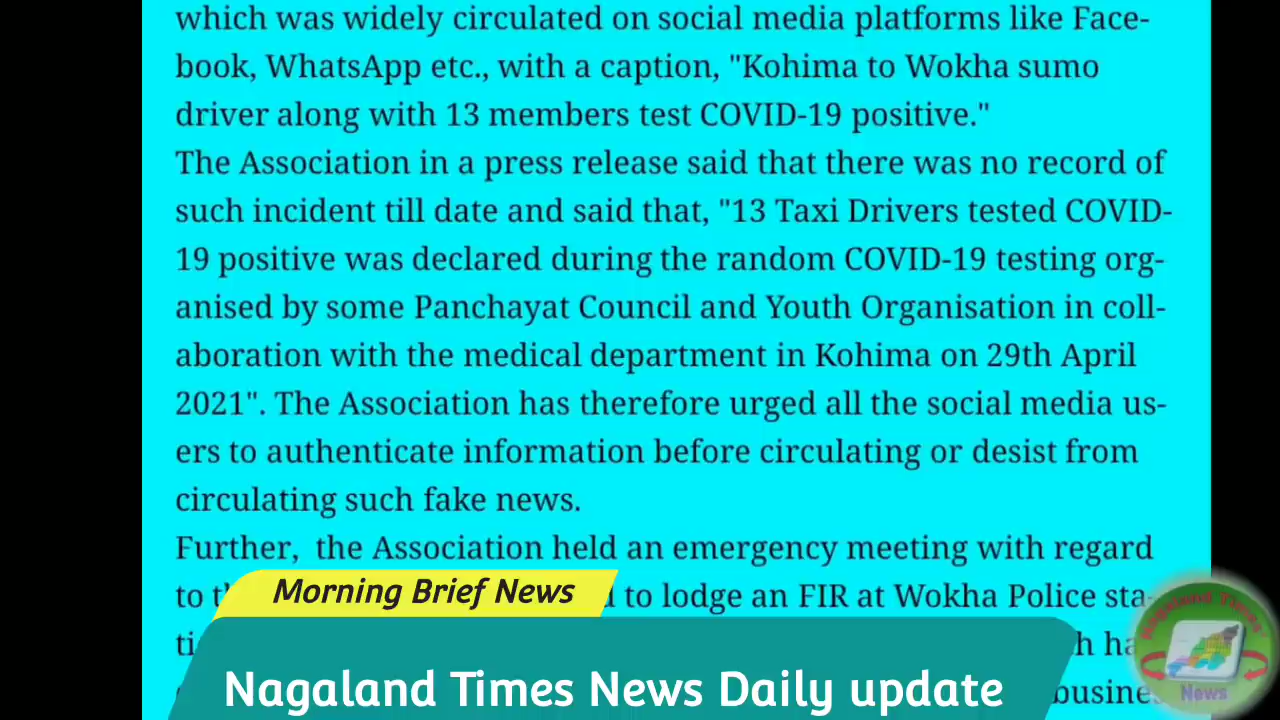 which was widely circulated on social media platforms like Face-
book, WhatsApp etc., with a caption, "Kohima to Wokha sumo
driver along with 13 members test COVID-19 positive."
The Association in a press release said that there was no record of
such incident till date and said that, "13 Taxi Drivers tested COVID-
19 positive was declared during the random COVID-19 testing org-
anised by some Panchayat Council and Youth Organisation in coll-
aboration with the medical department in Kohima on 29th April
2021". The Association has therefore urged all the social media us-
ers to authenticate information before circulating or desist from
circulating such fake news.
Further, the Association held an emergency meeting with regard
to to lodge an FIR at Wokha Police sta-
Morning Brief News
Nagaland Times News Daily update
Nagaland Times
News